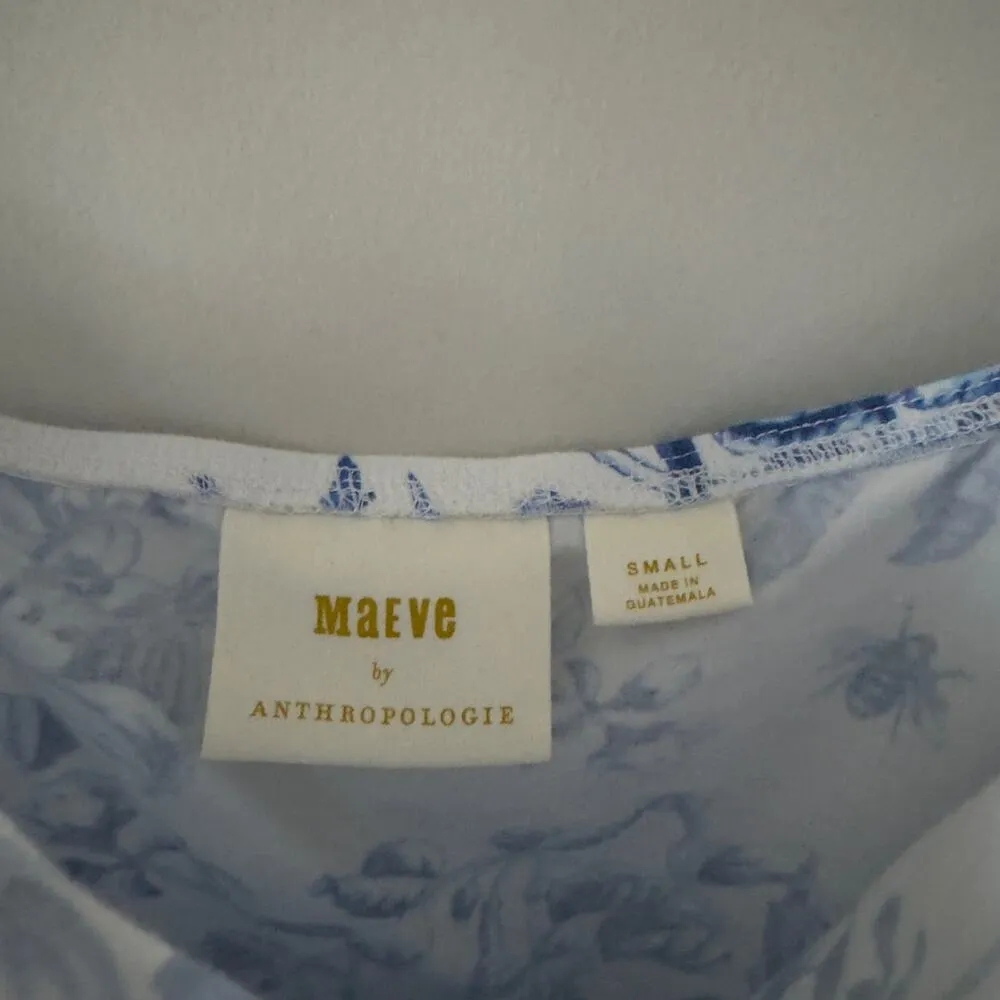 MaEVe
by
ANTHROPOLOGIE
SMALL
MADE IN
GUATEMALA